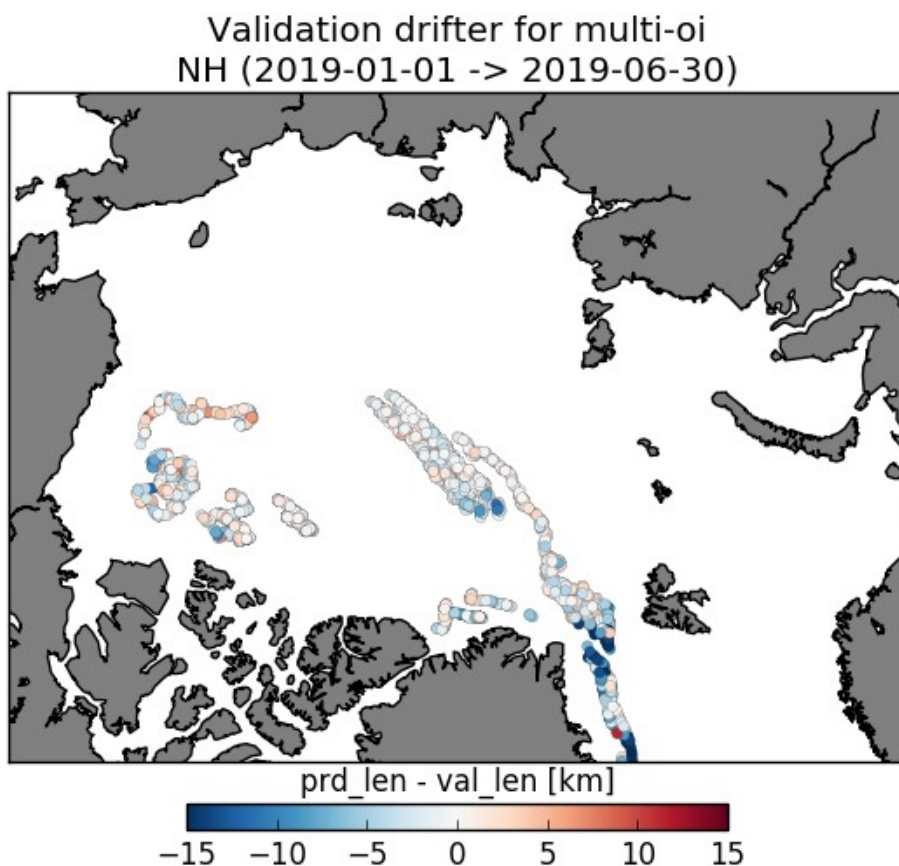 Validation drifter for multi-oi
NH (2019-01-01 -> 2019-06-30)
prd_len - val_len [km]
−15 −10 −5 0 5 10 15